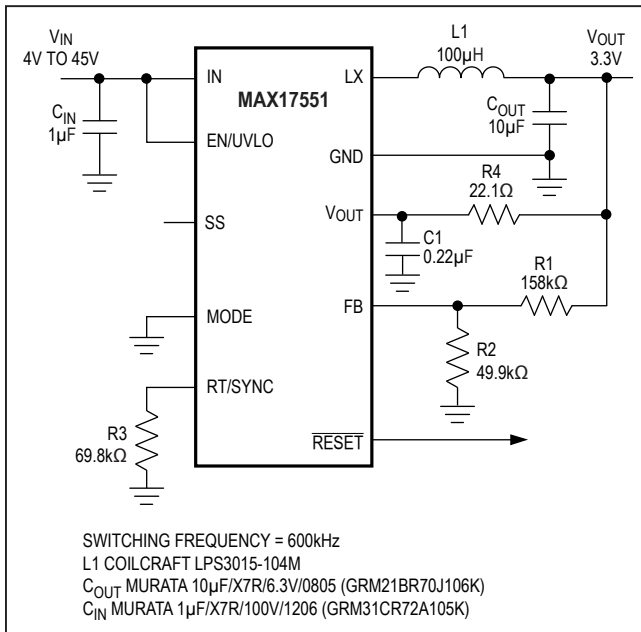 VIN
4V TO 45V
CIN
1µF
IN
EN/UVLO
SS
MODE
RT/SYNC
R3
69.8kΩ
MAX17551
LX
GND
VOUT
FB
RESET
L1
100µH
VOUT
3.3V
COUT
10µF
R4
22.1Ω
C1
0.22µF
R1
158kΩ
R2
49.9kΩ
SWITCHING FREQUENCY = 600kHz
L1 COILCRAFT LPS3015-104M
COUT MURATA 10µF/X7R/6.3V/0805 (GRM21BR70J106K)
CIN MURATA 1µF/X7R/100V/1206 (GRM31CR72A105K)